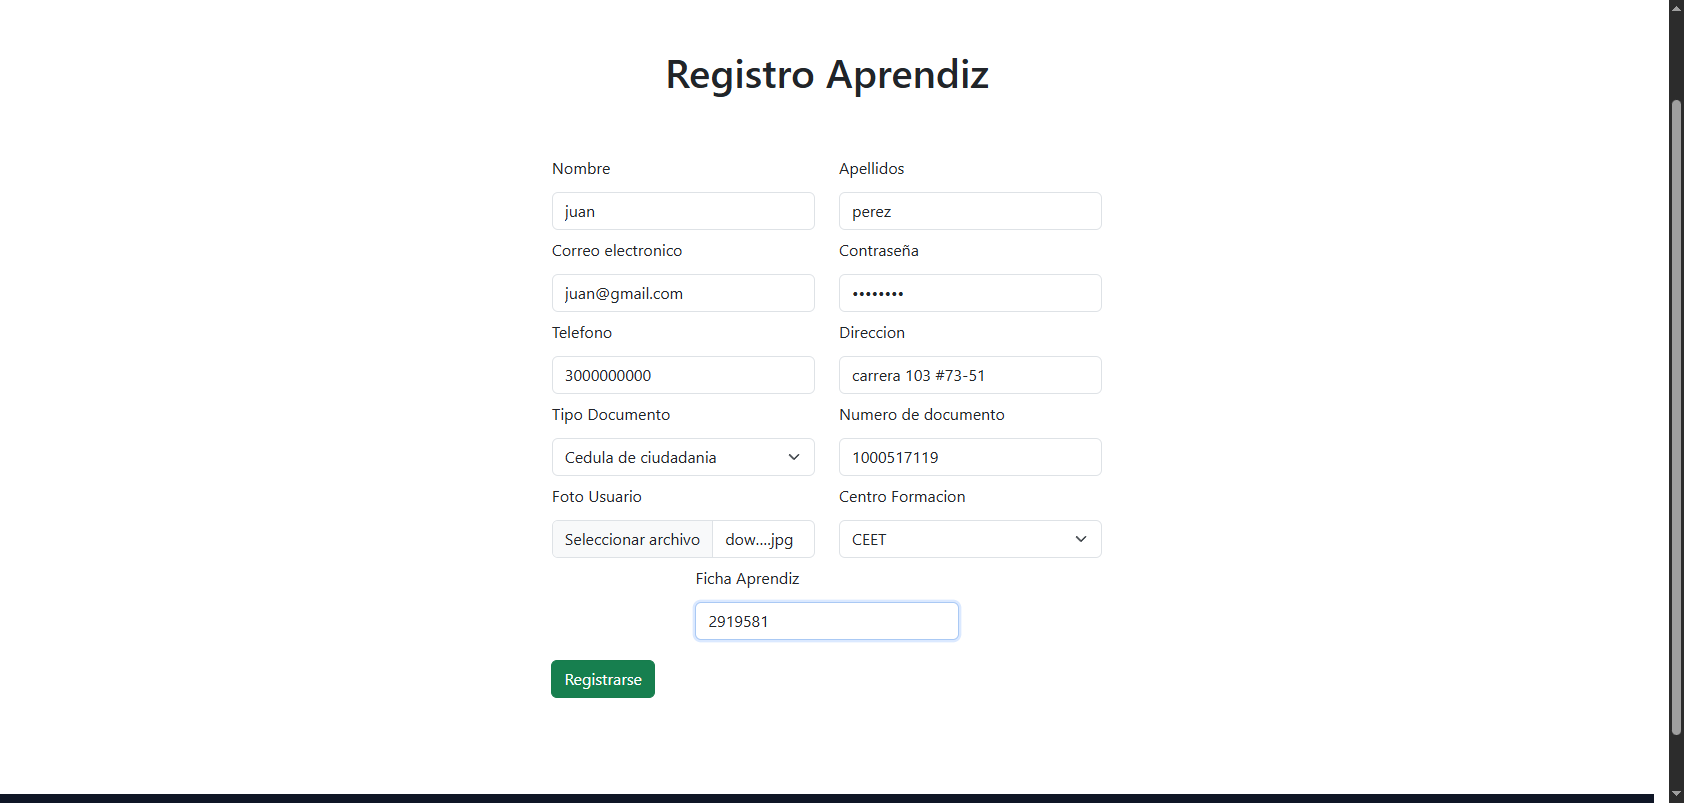 Registro Aprendiz
Nombre
Apellidos
juan
perez
Correo electronico
Contraseña
juan@gmail.com
••••••••
Telefono
Direccion
3000000000
carrera 103 #73-51
Tipo Documento
Numero de documento
Cedula de ciudadania
1000517119
Foto Usuario
Centro Formacion
Seleccionar archivo
dow....jpg
CEET
Ficha Aprendiz
2919581
Registrarse